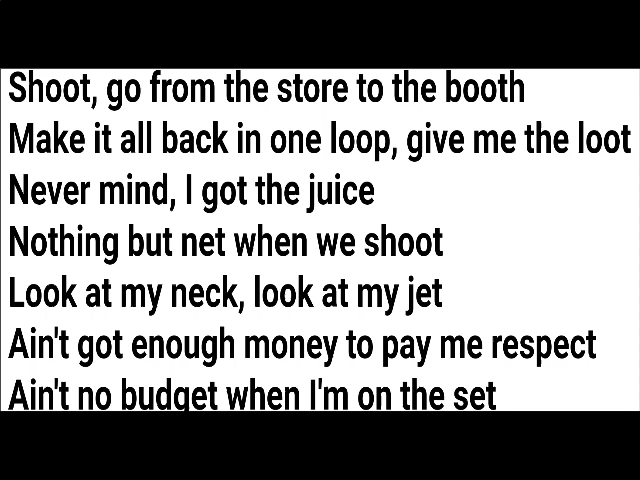 Shoot, go from the store to the booth
Make it all back in one loop, give me the loot
Never mind, I got the juice
Nothing but net when we shoot
Look at my neck, look at my jet
Ain't got enough money to pay me respect
Ain't no budget when I'm on the set